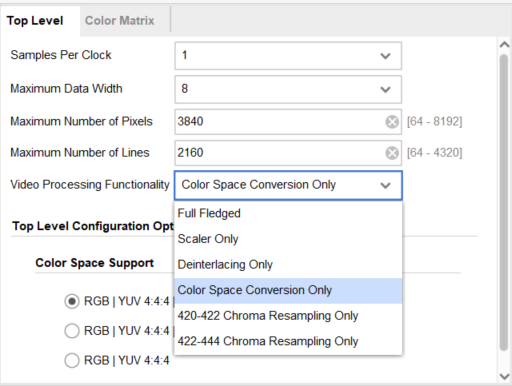 Top Level Color Matrix
Samples Per Clock 1
Maximum Data Width 8
Maximum Number of Pixels 3840 [64 - 8192]
Maximum Number of Lines 2160 [64 - 4320]
Video Processing Functionality Color Space Conversion Only
Full Fledged
Top Level Configuration Opt
Scaler Only
Deinterlacing Only
Color Space Support
Color Space Conversion Only
RGB | YUV 4:4:4
420-422 Chroma Resampling Only
RGB | YUV 4:4:4
422-444 Chroma Resampling Only
RGB | YUV 4:4:4